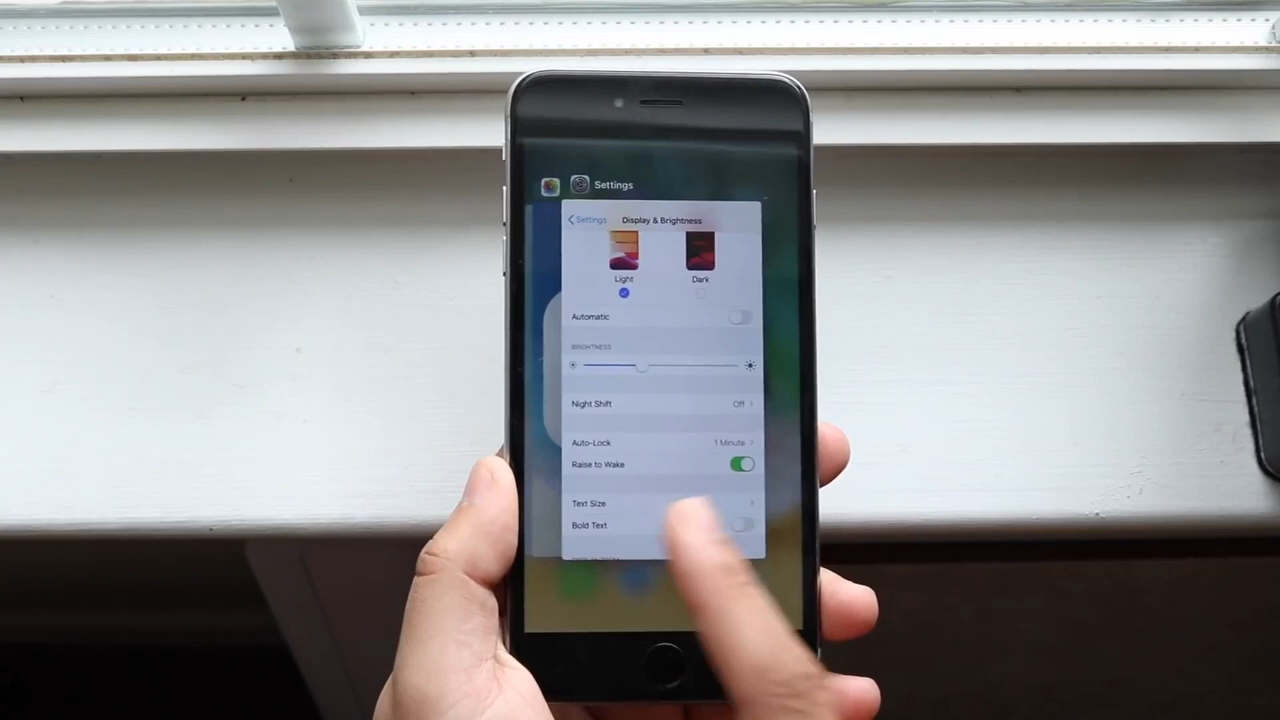 Settings
Settings Display & Brightness
Light Dark
Automatic
BRIGHTNESS
Night Shift Off
Auto-Lock 1 Minute
Raise to Wake
Text Size
Bold Text